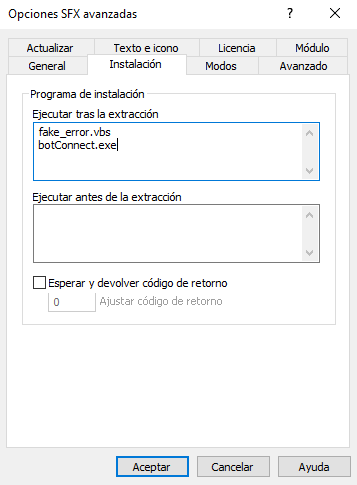 Opciones SFX avanzadas
Actualizar Texto e icono Licencia Módulo
General Instalación Modos Avanzado
Programa de instalación
Ejecutar tras la extracción
fake_error.vbs
botConnect.exe
Ejecutar antes de la extracción
Esperar y devolver código de retorno
0 Ajustar código de retorno
Aceptar Cancelar Ayuda